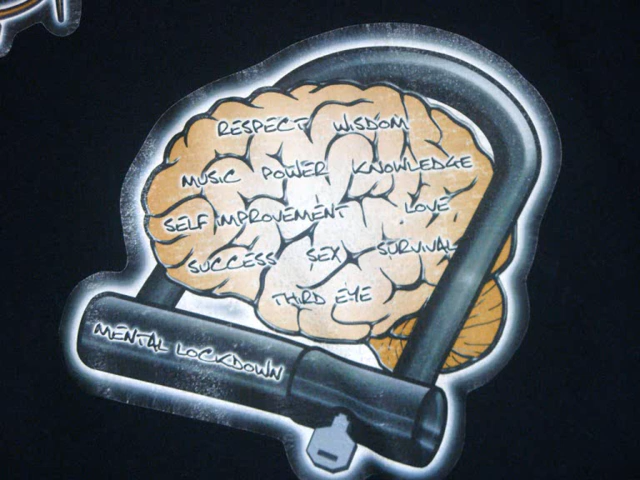 RESPECT WISDOM
MUSIC POWER KNOWLEDGE
SELF IMPROVEMENT LOVE
SUCCESS SEX SURVIVAL
THIRD EYE
MENTAL LOCKDOWN